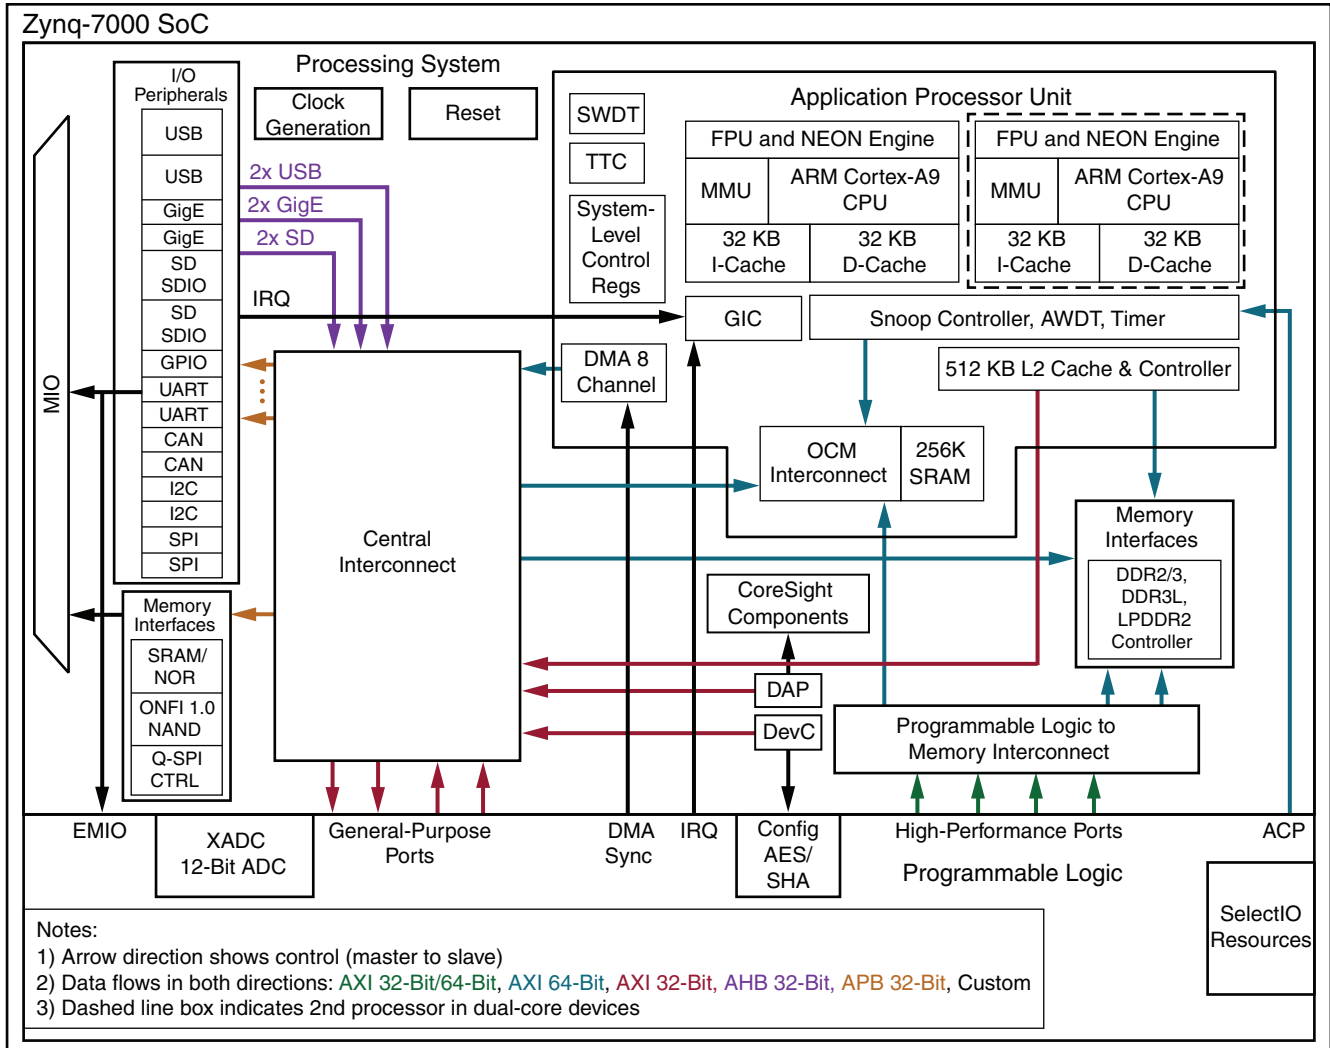 Zynq-7000 SoC
Processing System
I/O
Peripherals
USB
USB
GigE
GigE
SD
SDIO
SD
SDIO
GPIO
UART
UART
CAN
CAN
I2C
I2C
SPI
SPI
MIO
Clock
Generation
Reset
2x USB
2x GigE
2x SD
IRQ
Application Processor Unit
SWDT
TTC
System-
Level
Control
Regs
FPU and NEON Engine
MMU
ARM Cortex-A9
CPU
32 KB
I-Cache
32 KB
D-Cache
FPU and NEON Engine
MMU
ARM Cortex-A9
CPU
32 KB
I-Cache
32 KB
D-Cache
GIC
Snoop Controller, AWDT, Timer
DMA 8
Channel
512 KB L2 Cache & Controller
OCM
Interconnect
256K
SRAM
Central
Interconnect
Memory
Interfaces
DDR2/3,
DDR3L,
LPDDR2
Controller
CoreSight
Components
DAP
DevC
Programmable Logic to
Memory Interconnect
Memory
Interfaces
SRAM/
NOR
ONFI 1.0
NAND
Q-SPI
CTRL
EMIO
XADC
12-Bit ADC
General-Purpose
Ports
DMA
Sync
IRQ
Config
AES/
SHA
High-Performance Ports
ACP
Programmable Logic
SelectIO
Resources
Notes:
1) Arrow direction shows control (master to slave)
2) Data flows in both directions: AXI 32-Bit/64-Bit, AXI 64-Bit, AXI 32-Bit, AHB 32-Bit, APB 32-Bit, Custom
3) Dashed line box indicates 2nd processor in dual-core devices